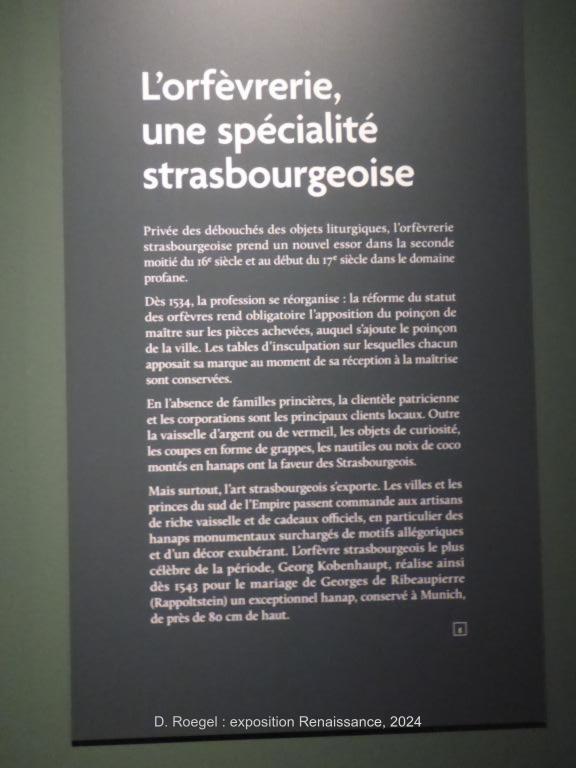 L'orfèvrerie,
une spécialité
strasbourgeoise
Privée des débouchés des objets liturgiques, l'orfèvrerie
strasbourgeoise prend un nouvel essor dans la seconde
moitié du 16e siècle et au début du 17e siècle dans le domaine
profane.
Dès 1534, la profession se réorganise : la réforme du statut
des orfèvres rend obligatoire l'apposition du poinçon de
maître sur les pièces achevées, auquel s'ajoute le poinçon
de la ville. Les tables d'insculpation sur lesquelles chacun
apposait sa marque au moment de sa réception à la maîtrise
sont conservées.
En l'absence de familles princières, la clientèle patricienne
et les corporations sont les principaux clients locaux. Outre
la vaisselle d'argent ou de vermeil, les objets de curiosité,
les coupes en forme de grappes, les nautiles ou noix de coco
montés en hanaps ont la faveur des Strasbourgeois.
Mais surtout, l'art strasbourgeois s'exporte. Les villes et les
princes du sud de l'Empire passent commande aux artisans
de riche vaisselle et de cadeaux officiels, en particulier des
hanaps monumentaux surchargés de motifs allégoriques
et d'un décor exubérant. L'orfèvre strasbourgeois le plus
célèbre de la période, Georg Kobenhaupt, réalise ainsi
dès 1543 pour le mariage de Georges de Ribeaupierre
(Rappoltstein) un exceptionnel hanap, conservé à Munich,
de près de 80 cm de haut.
D. Roegel : exposition Renaissance, 2024